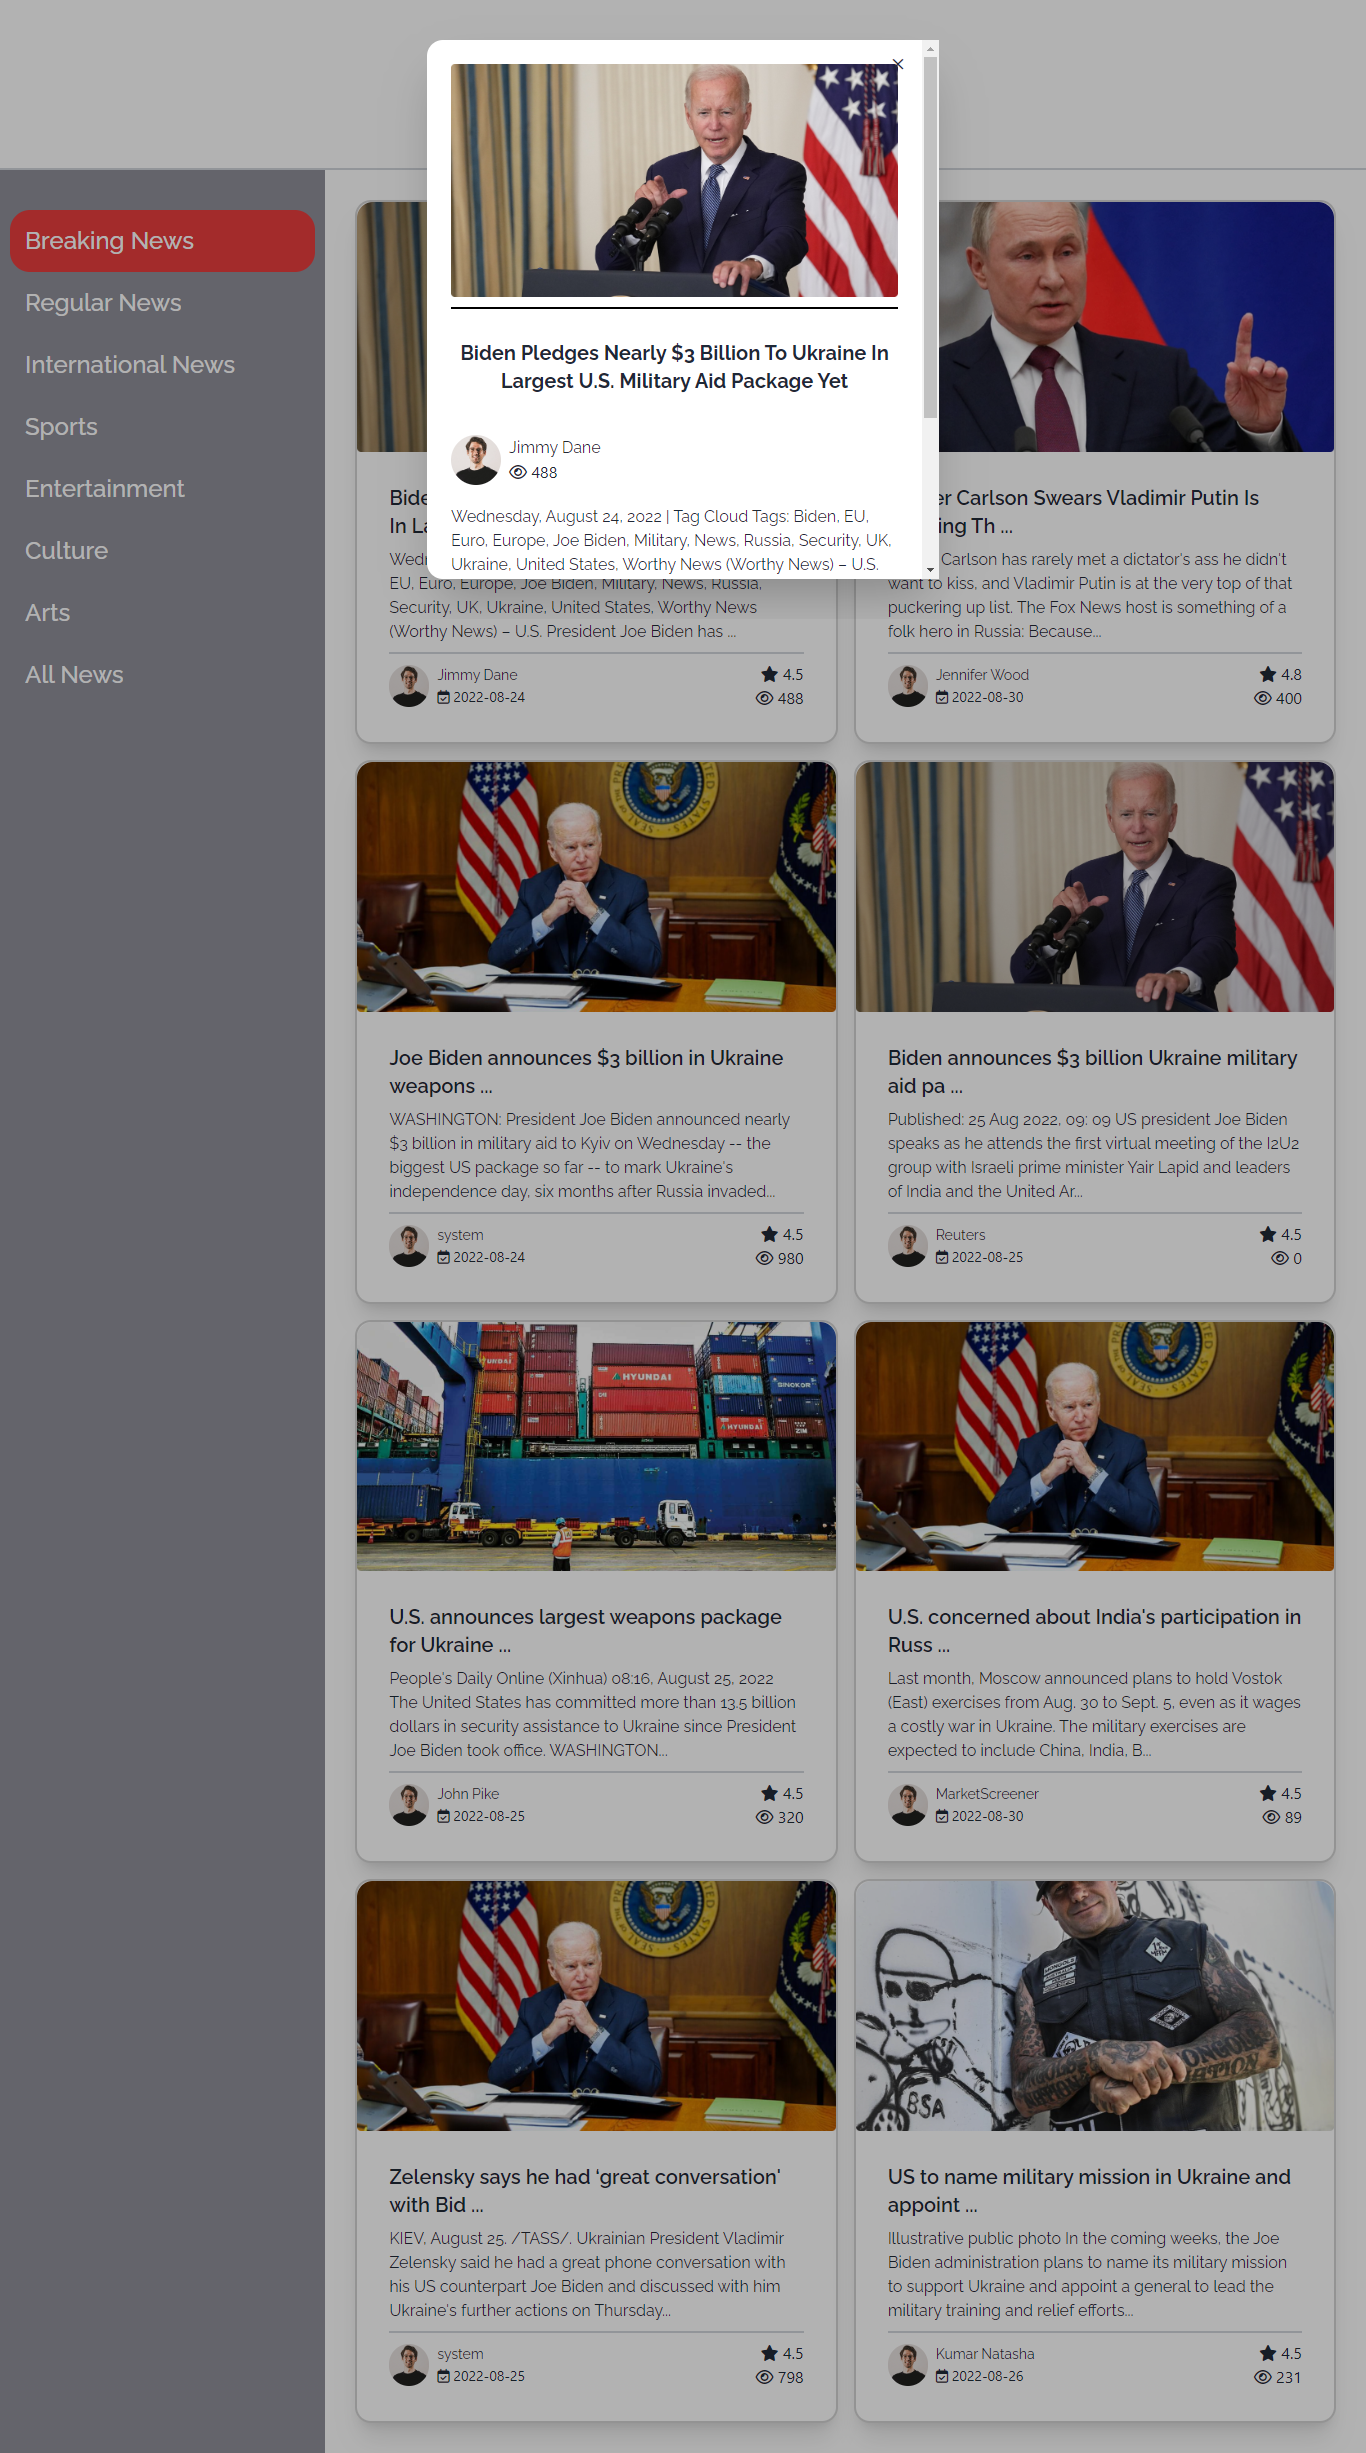 Biden Pledges Nearly $3 Billion To Ukraine In
Largest U.S. Military Aid Package Yet
Jimmy Dane
488
Wednesday, August 24, 2022 | Tag Cloud Tags: Biden, EU,
Euro, Europe, Joe Biden, Military, News, Russia, Security, UK,
Ukraine, United States, Worthy News (Worthy News) – U.S.
Breaking News
Regular News
International News
Sports
Entertainment
Culture
Arts
All News
EU, Euro, Europe, Joe Biden, Military, News, Russia,
Security, UK, Ukraine, United States, Worthy News
(Worthy News) – U.S. President Joe Biden has ...
Jimmy Dane
2022-08-24
4.5
488
Carlson Swears Vladimir Putin Is
Th ...
Carlson has rarely met a dictator's ass he didn't
want to kiss, and Vladimir Putin is at the very top of that
puckering up list. The Fox News host is something of a
folk hero in Russia: Because...
Jennifer Wood
2022-08-30
4.8
400
PRESIDENT
SEAL OF
STATES
Joe Biden announces $3 billion in Ukraine
weapons ...
WASHINGTON: President Joe Biden announced nearly
$3 billion in military aid to Kyiv on Wednesday -- the
biggest US package so far -- to mark Ukraine's
independence day, six months after Russia invaded...
system
2022-08-24
4.5
980
Biden announces $3 billion Ukraine military
aid pa ...
Published: 25 Aug 2022, 09: 09 US president Joe Biden
speaks as he attends the first virtual meeting of the I2U2
group with Israeli prime minister Yair Lapid and leaders
of India and the United Ar...
Reuters
2022-08-25
4.5
0
HYUNDAI
SINOKOR
HYUNDAI
ZIM
U.S. announces largest weapons package
for Ukraine ...
People's Daily Online (Xinhua) 08:16, August 25, 2022
The United States has committed more than 13.5 billion
dollars in security assistance to Ukraine since President
Joe Biden took office. WASHINGTON...
John Pike
2022-08-25
4.5
320
U.S. concerned about India's participation in
Russ ...
Last month, Moscow announced plans to hold Vostok
(East) exercises from Aug. 30 to Sept. 5, even as it wages
a costly war in Ukraine. The military exercises are
expected to include China, India, B...
MarketScreener
2022-08-30
4.5
89
Zelensky says he had ‘great conversation'
with Bid ...
KIEV, August 25. /TASS/. Ukrainian President Vladimir
Zelensky said he had a great phone conversation with
his US counterpart Joe Biden and discussed with him
Ukraine's further actions on Thursday...
system
2022-08-25
4.5
798
BSA
US to name military mission in Ukraine and
appoint ...
Illustrative public photo In the coming weeks, the Joe
Biden administration plans to name its military mission
to support Ukraine and appoint a general to lead the
military training and relief efforts...
Kumar Natasha
2022-08-26
4.5
231